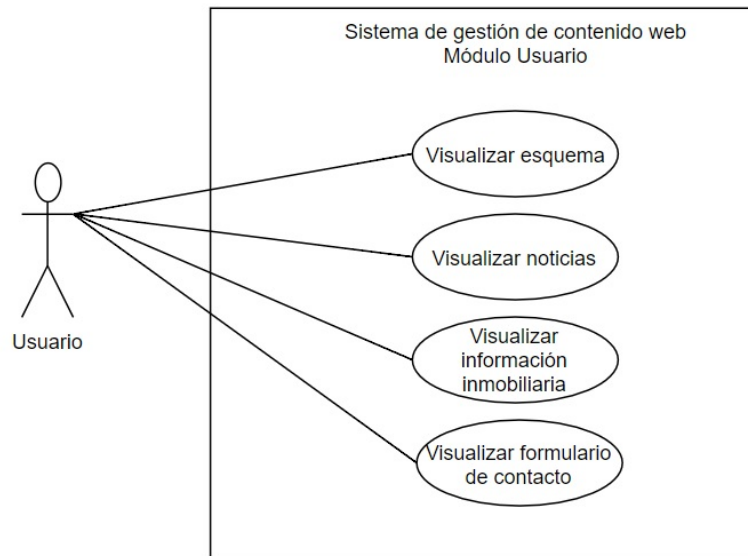 Sistema de gestión de contenido web
Módulo Usuario
Visualizar esquema
Visualizar noticias
Usuario
Visualizar
información
inmobiliaria
Visualizar formulario
de contacto